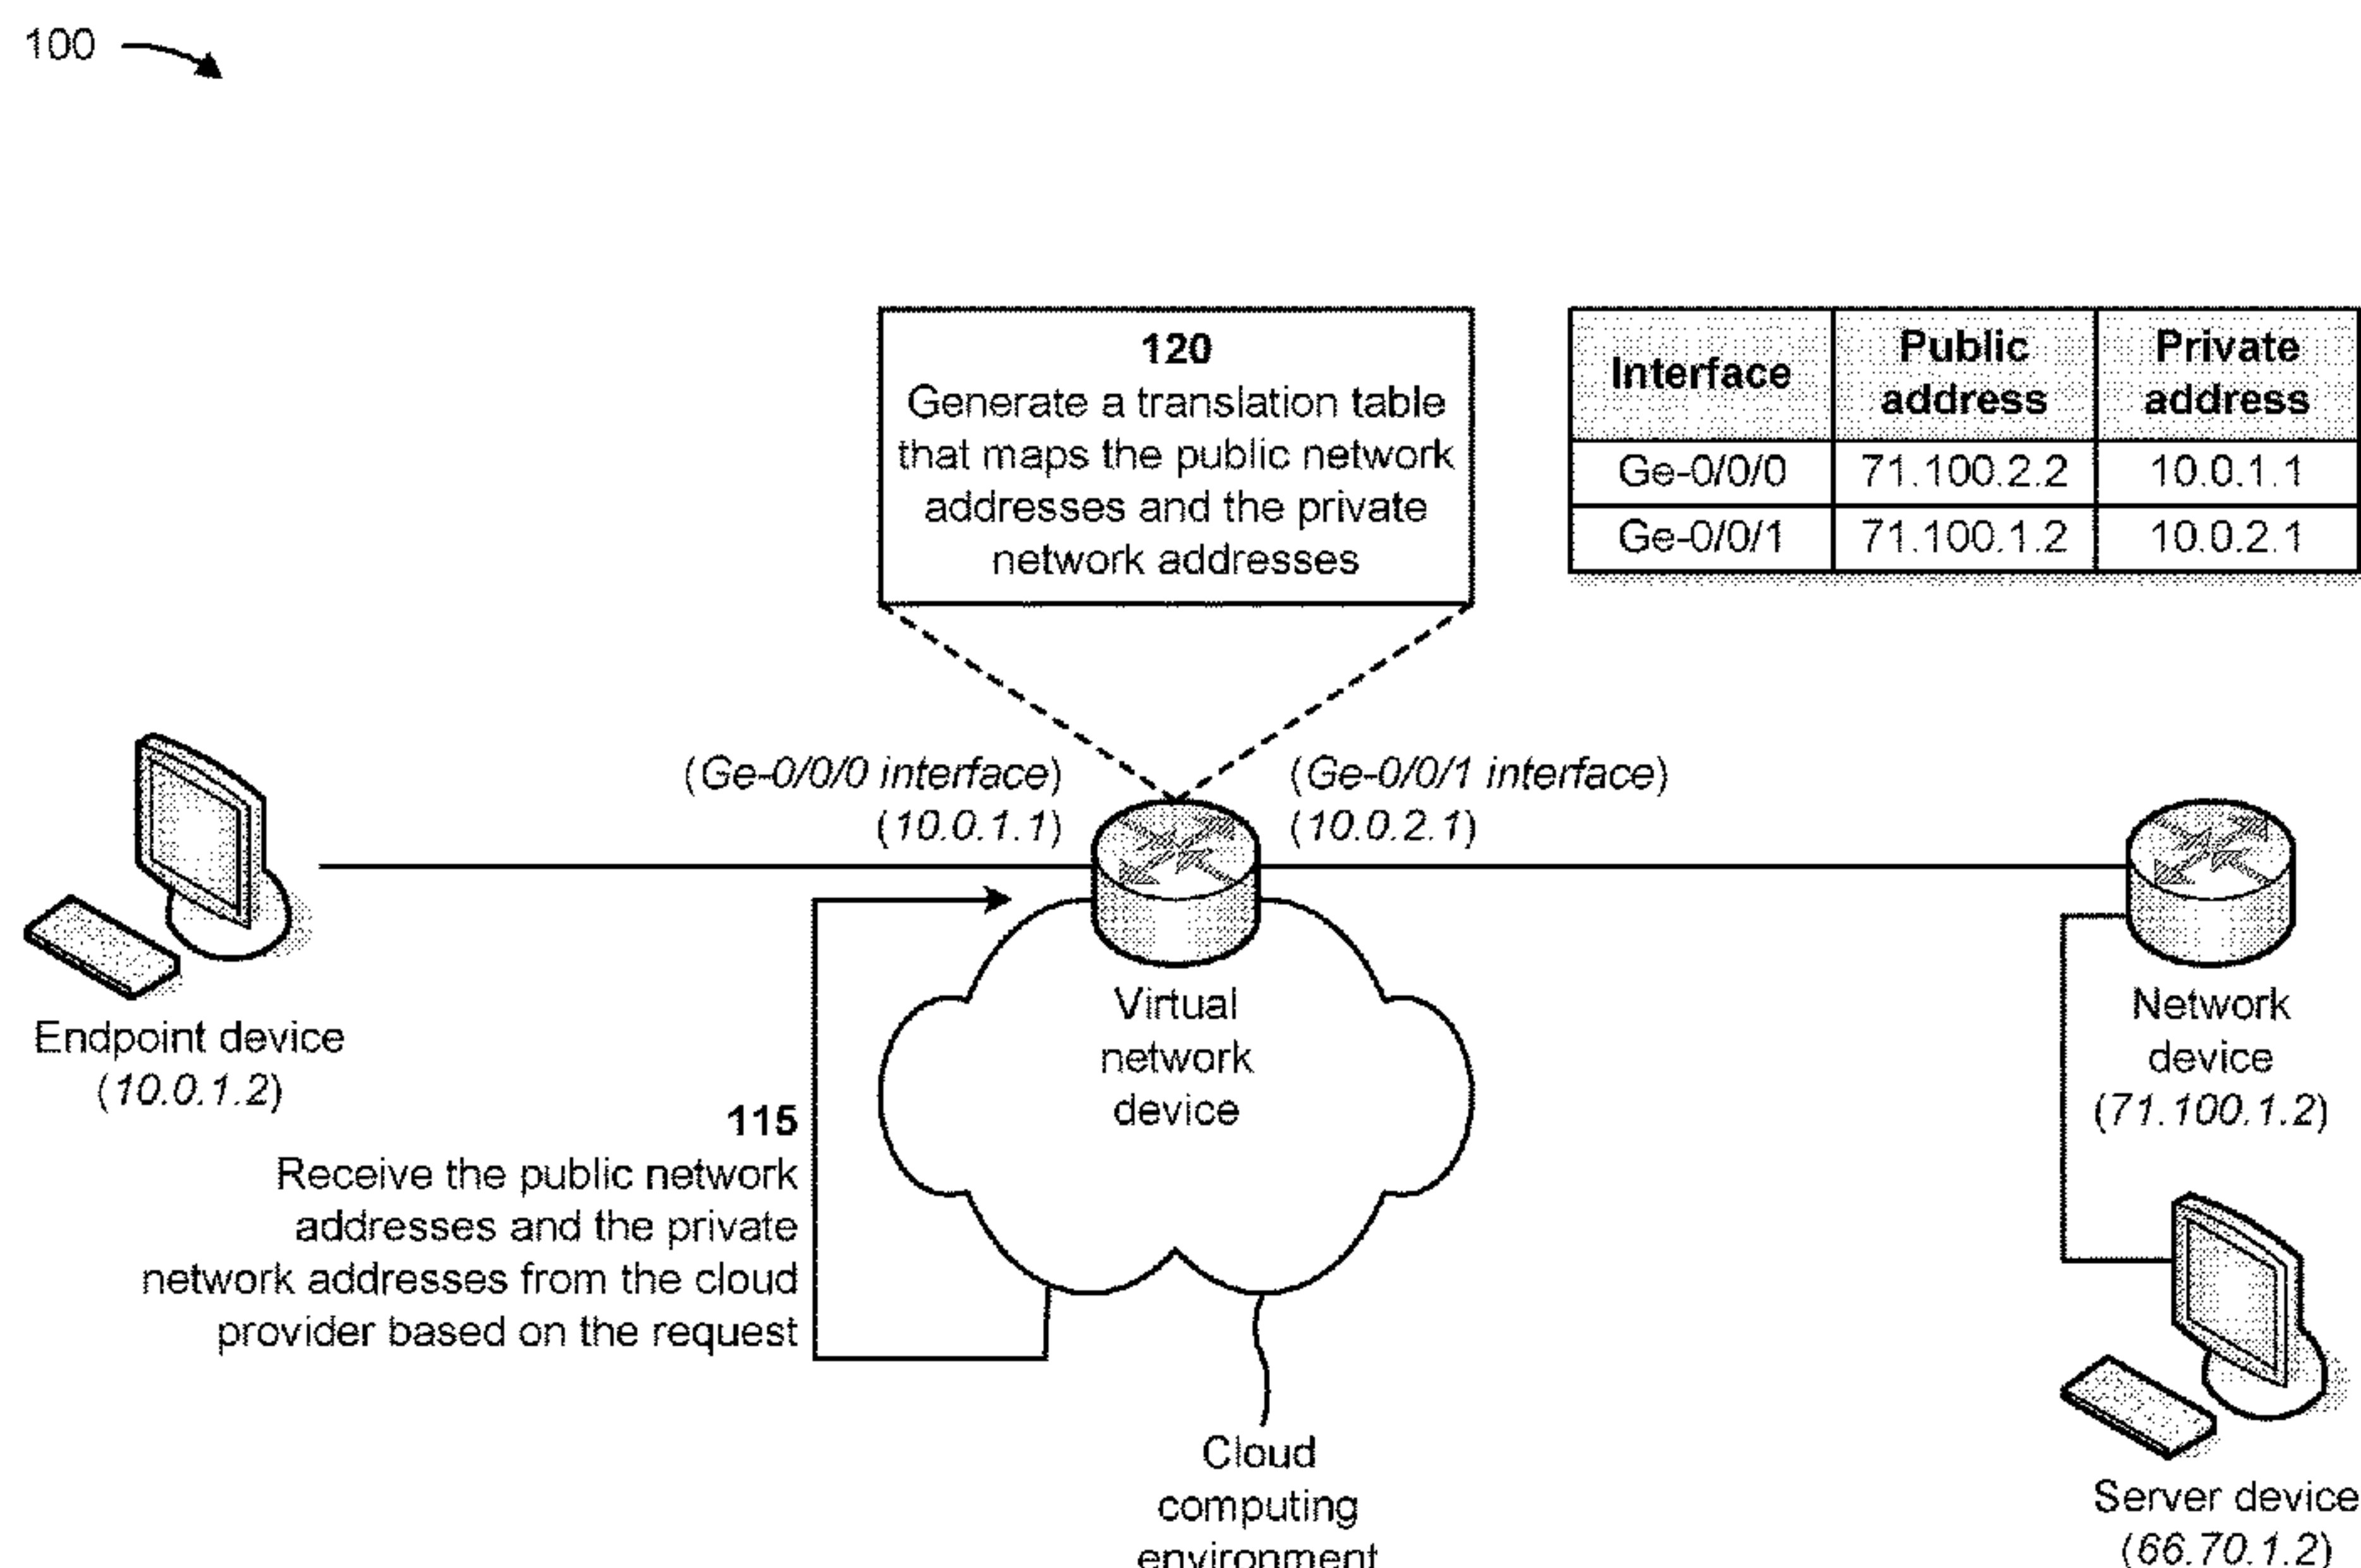 100
120
Generate a translation table
that maps the public network
addresses and the private
network addresses
Interface Public address Private address
Ge-0/0/0 71.100.2.2 10.0.1.1
Ge-0/0/1 71.100.1.2 10.0.2.1
(Ge-0/0/0 interface)
(10.0.1.1)
(Ge-0/0/1 interface)
(10.0.2.1)
Endpoint device
(10.0.1.2)
Virtual
network
device
Network
device
(71.100.1.2)
115
Receive the public network
addresses and the private
network addresses from the cloud
provider based on the request
Cloud
computing
environment
Server device
(66.70.1.2)